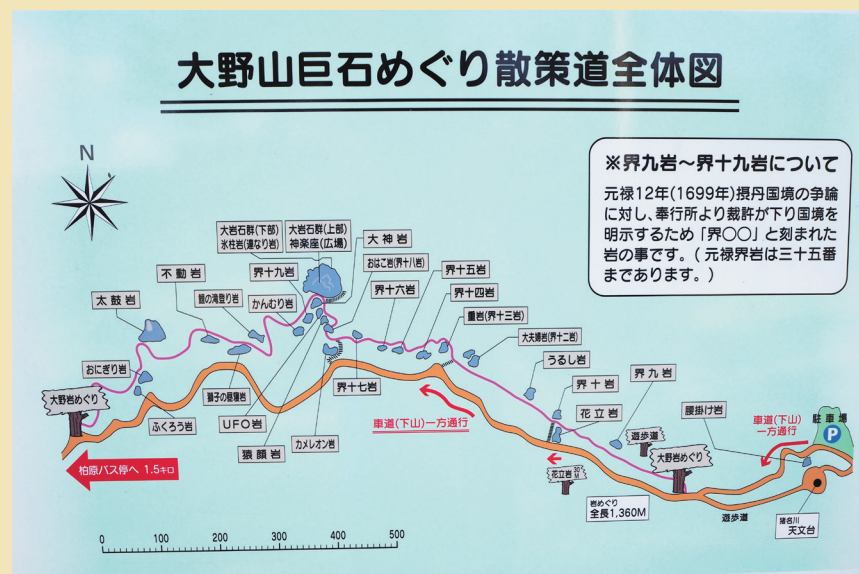 大野山巨石めぐり散策道全体図
N
※界九岩～界十九岩について
元禄12年(1699年)摂丹国境の争論
に対し、奉行所より裁許が下り国境を
明示するため「界〇〇」と刻まれた
岩の事です。(元禄界岩は三十五番
まであります。)
大岩石群(下部)
氷柱岩(連なり岩)
大岩石群(上部)
神楽座(広場)
大神岩
おはこ岩(界十八岩)
界十五岩
不動岩
界十九岩
界十六岩
界十四岩
太鼓岩
鯉の滝登り岩
かんむり岩
重岩(界十三岩)
大夫婦岩(界十二岩)
うるし岩
おにぎり岩
界十七岩
界十岩
界九岩
大野岩めぐり
獅子の昼寝岩
花立岩
腰掛け岩
駐車場
P
ふくろう岩
UFO岩
カメレオン岩
車道(下山)一方通行
車道(下山)
一方通行
猿顔岩
遊歩道
大野岩めぐり
柏原バス停へ 1.5キロ
花立岩 30M
岩めぐり
全長1,360M
遊歩道
猪名川
天文台
0 100 200 300 400 500